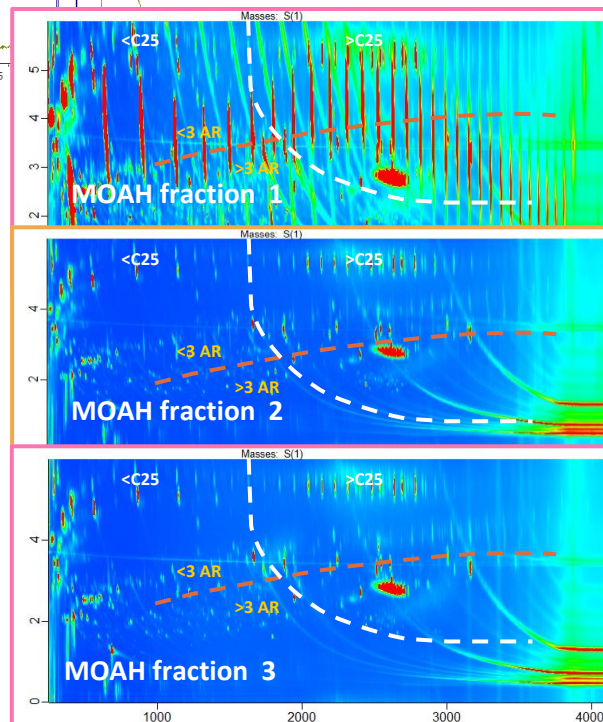 Masses: S(1)
<C25
>C25
5
4
3
2
<3 AR
>3 AR
MOAH fraction 1
Masses: S(1)
<C25
>C25
4
2
<3 AR
>3 AR
MOAH fraction 2
Masses: S(1)
<C25
>C25
4
2
0
<3 AR
>3 AR
MOAH fraction 3
1000 2000 3000 4000